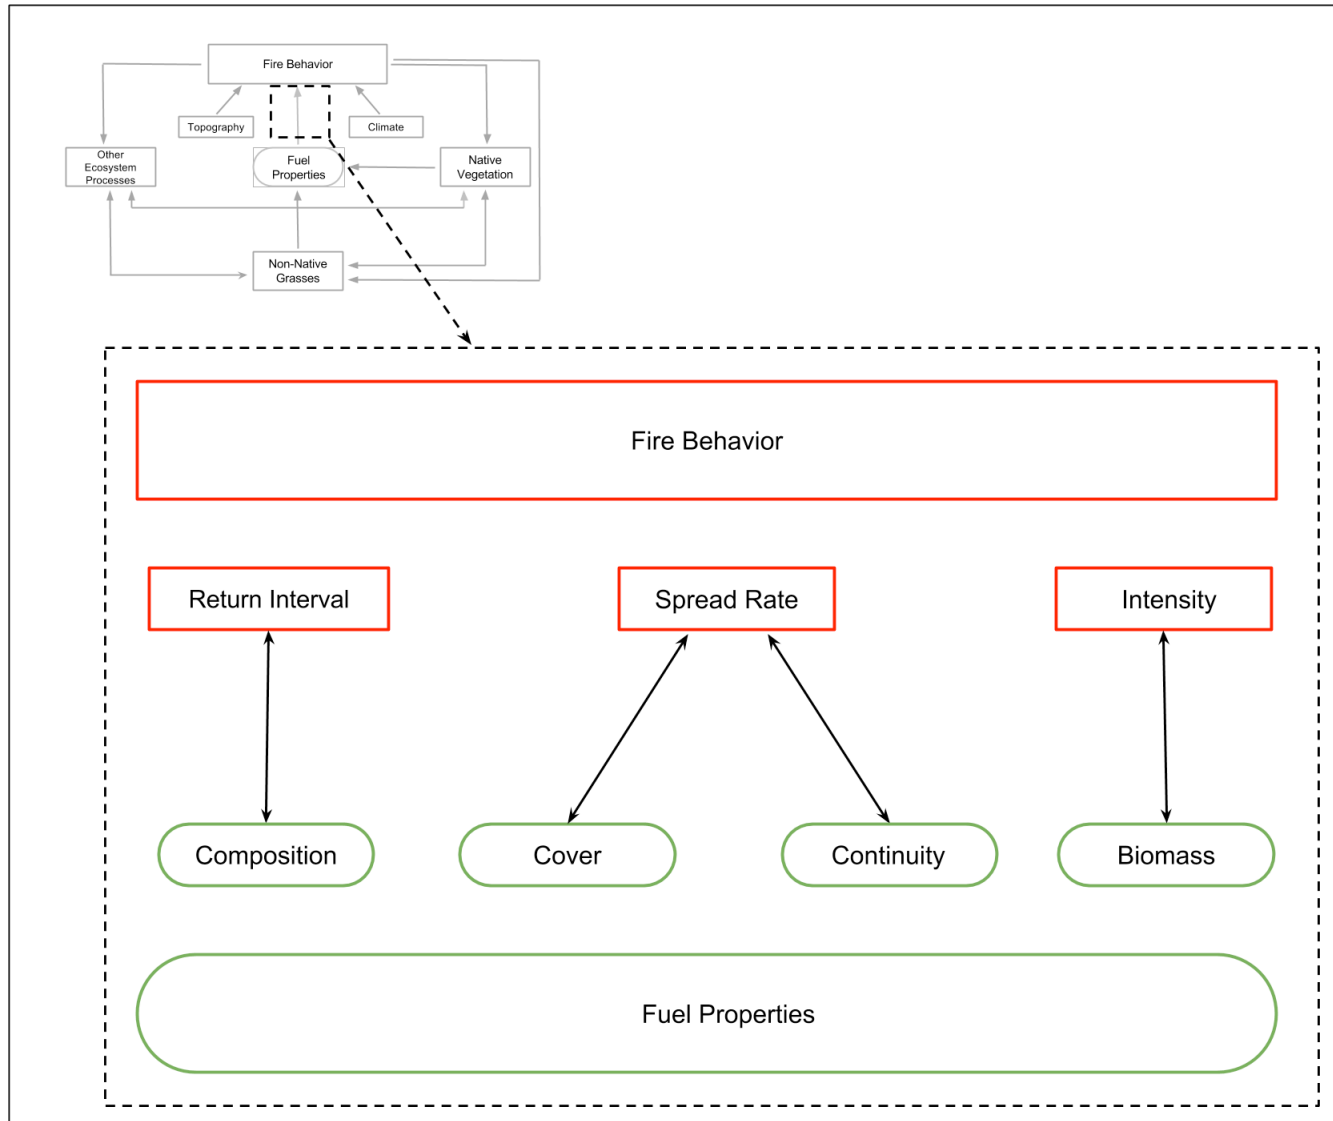 Fire Behavior
Topography
Climate
Other
Ecosystem
Processes
Fuel
Properties
Native
Vegetation
Non-Native
Grasses
Fire Behavior
Return Interval
Spread Rate
Intensity
Composition
Cover
Continuity
Biomass
Fuel Properties